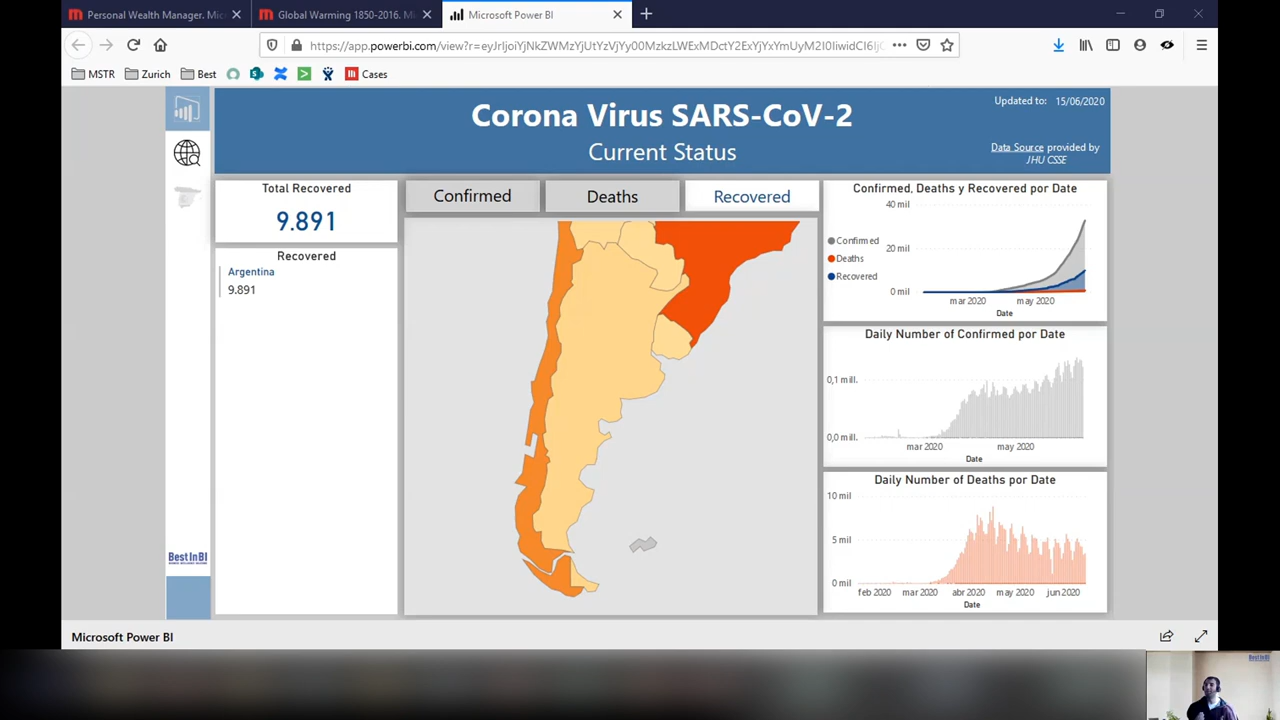 Personal Wealth Manager. Mic
Global Warming 1850-2016. Mi
Microsoft Power BI
https://app.powerbi.com/view?r=
MSTR
Zurich
Best
Cases
Corona Virus SARS-CoV-2
Current Status
Updated to: 15/06/2020
Data Source provided by
JHU CSSE
Total Recovered
9.891
Recovered
Argentina
9.891
Confirmed
Deaths
Recovered
Confirmed, Deaths y Recovered por Date
40 mil
20 mil
0 mil
Confirmed
Deaths
Recovered
mar 2020
may 2020
Date
Daily Number of Confirmed por Date
0,1 mill.
0,0 mill.
mar 2020
may 2020
Date
Daily Number of Deaths por Date
10 mil
5 mil
0 mil
feb 2020
mar 2020
abr 2020
may 2020
jun 2020
Date
BestInBI
Microsoft Power BI
BestInBI